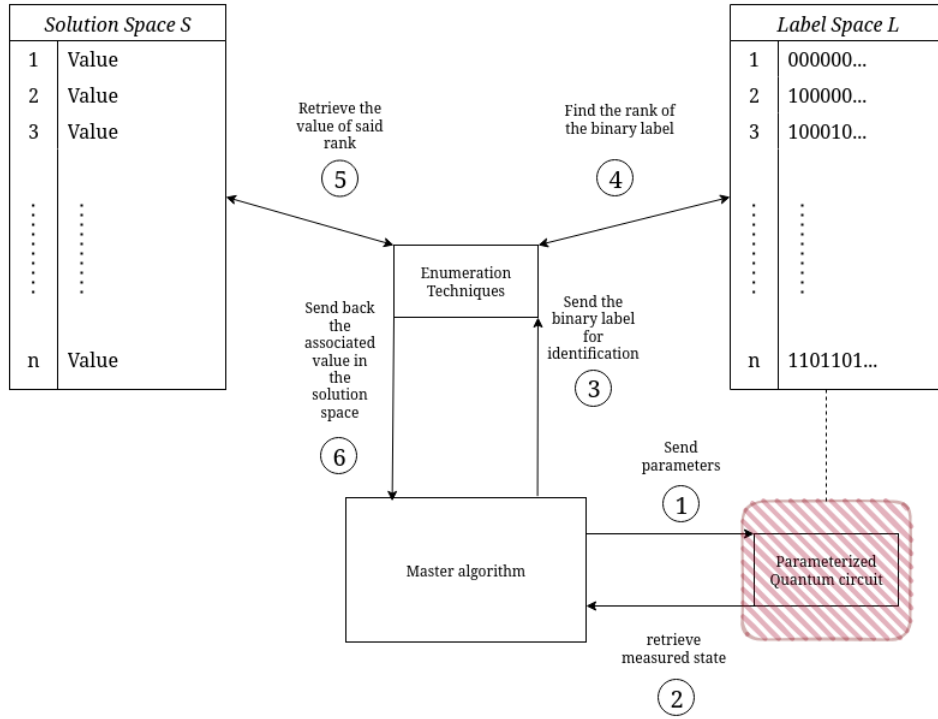 Solution Space S
1 Value
2 Value
3 Value
n Value
Label Space L
1 000000...
2 100000...
3 100010...
n 1101101...
Retrieve the
value of said
rank
5
Find the rank of
the binary label
4
Enumeration
Techniques
Send back
the
associated
value in
the
solution
space
6
Send the
binary label
for
identification
3
Send
parameters
1
Master algorithm
Parameterized
Quantum circuit
retrieve
measured state
2